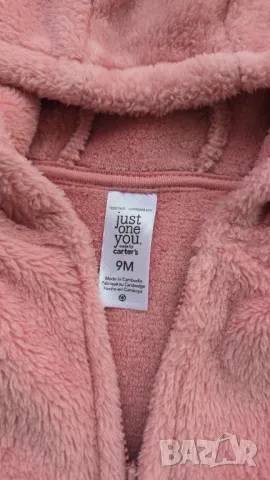 just
one
you.
made by
carter's
9M
Made in Cambodia
Fabriqué au Cambodge
Hecho en Camboya
BAZAR